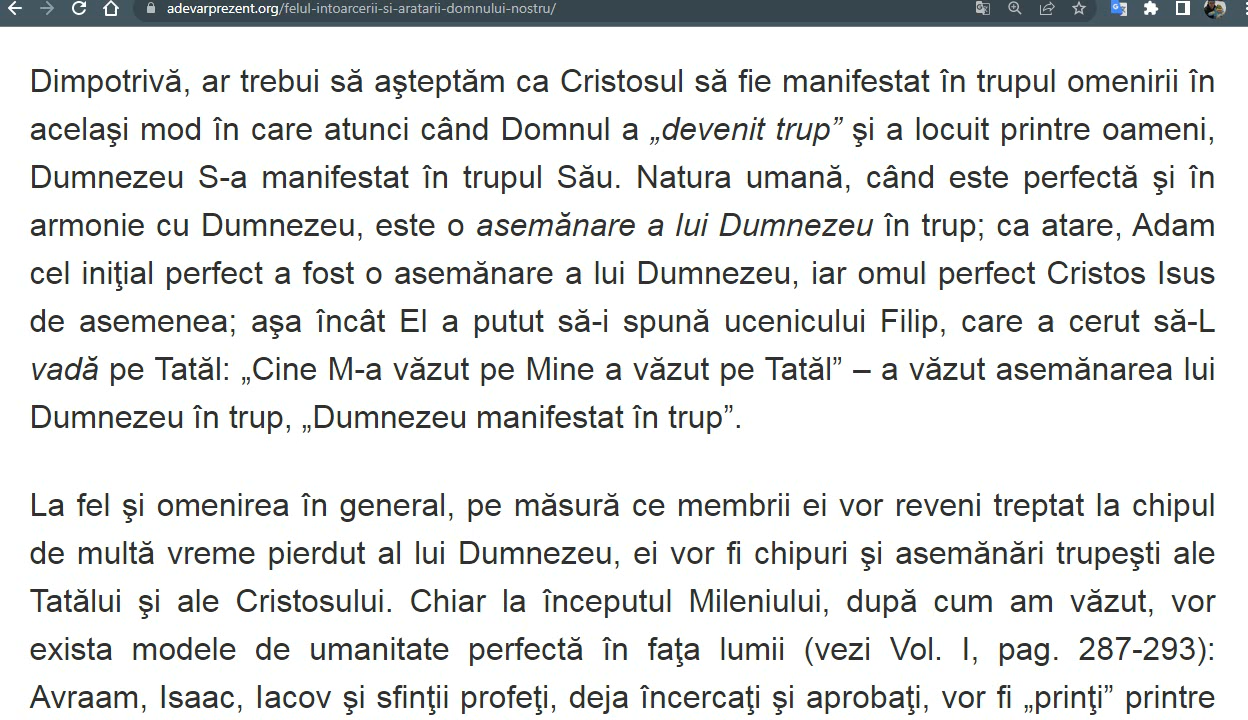 adevarprezent.org/felul-intoarcerii-si-aratarii-domnului-nostru/
Dimpotrivă, ar trebui să aşteptăm ca Cristosul să fie manifestat în trupul omenirii în
acelaşi mod în care atunci când Domnul a „devenit trup” şi a locuit printre oameni,
Dumnezeu S-a manifestat în trupul Său. Natura umană, când este perfectă şi în
armonie cu Dumnezeu, este o asemănare a lui Dumnezeu în trup; ca atare, Adam
cel iniţial perfect a fost o asemănare a lui Dumnezeu, iar omul perfect Cristos Isus
de asemenea; aşa încât El a putut să-i spună ucenicului Filip, care a cerut să-L
vadă pe Tatăl: „Cine M-a văzut pe Mine a văzut pe Tatăl” – a văzut asemănarea lui
Dumnezeu în trup, „Dumnezeu manifestat în trup”.
La fel şi omenirea în general, pe măsură ce membrii ei vor reveni treptat la chipul
de multă vreme pierdut al lui Dumnezeu, ei vor fi chipuri şi asemănări trupeşti ale
Tatălui şi ale Cristosului. Chiar la începutul Mileniului, după cum am văzut, vor
exista modele de umanitate perfectă în faţa lumii (vezi Vol. I, pag. 287-293):
Avraam, Isaac, Iacov şi sfinţii profeţi, deja încercaţi şi aprobaţi, vor fi „prinţi” printre